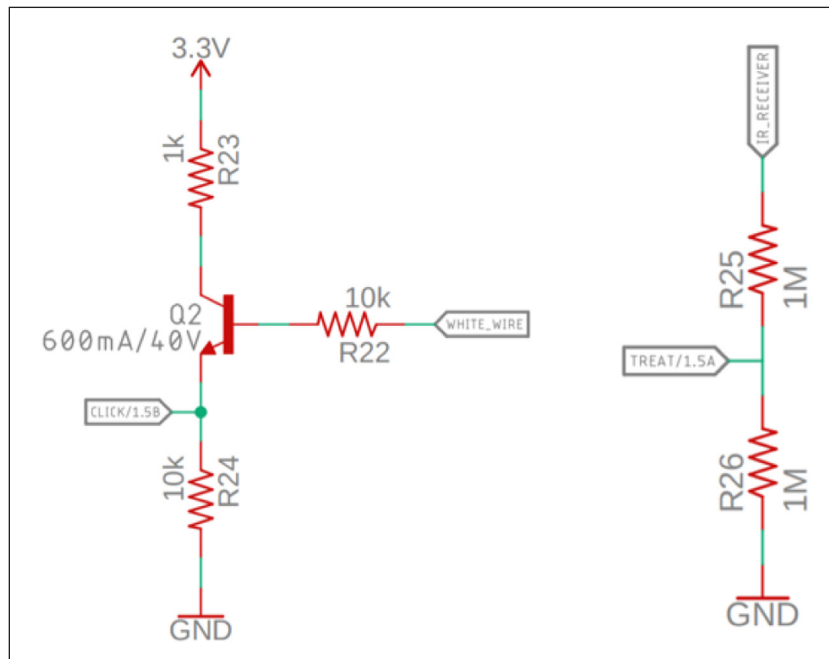 3.3V
1k
R23
Q2
600mA/40V
10k
R22
WHITE_WIRE
CLICK/1.5B
10k
R24
GND
IR_RECEIVER
R25
1M
TREAT/1.5A
R26
1M
GND